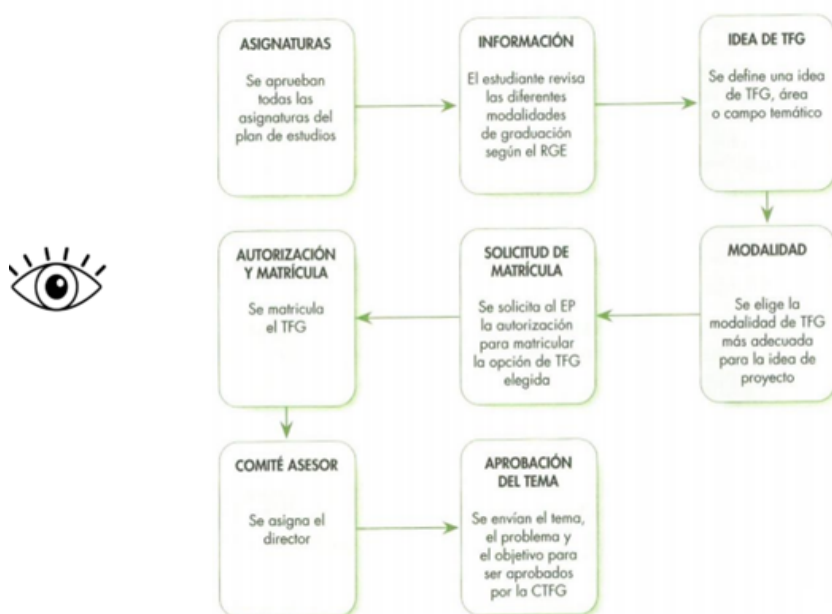 ASIGNATURAS
Se aprueban
todas las
asignaturas del
plan de estudios
INFORMACIÓN
El estudiante revisa
las diferentes
modalidades
de graduación
según el RGE
IDEA DE TFG
Se define una idea
de TFG, área
o campo temático
MODALIDAD
Se elige la
modalidad de TFG
más adecuada
para la idea de
proyecto
SOLICITUD DE
MATRÍCULA
Se solicita al EP
la autorización
para matricular
la opción de TFG
elegida
AUTORIZACIÓN
Y MATRÍCULA
Se matricula
el TFG
COMITÉ ASESOR
Se asigna el
director
APROBACIÓN
DEL TEMA
Se envían el tema,
el problema y
el objetivo para
ser aprobados
por la CTFG